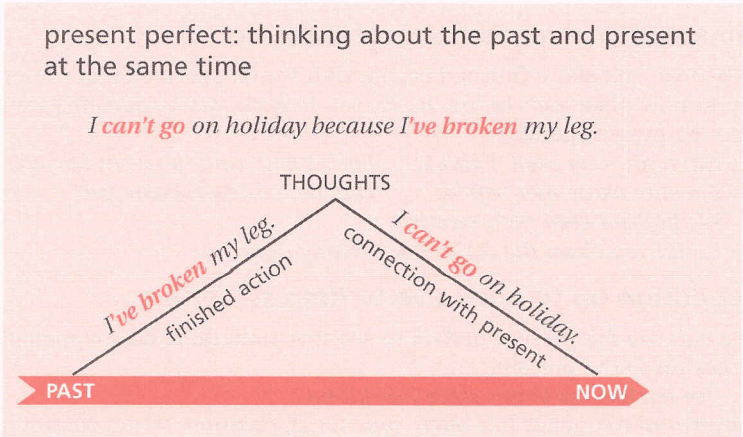 present perfect: thinking about the past and present
at the same time
I can't go on holiday because I've broken my leg.
THOUGHTS
I've broken my leg.
finished action
I can't go on holiday.
connection with present
PAST
NOW